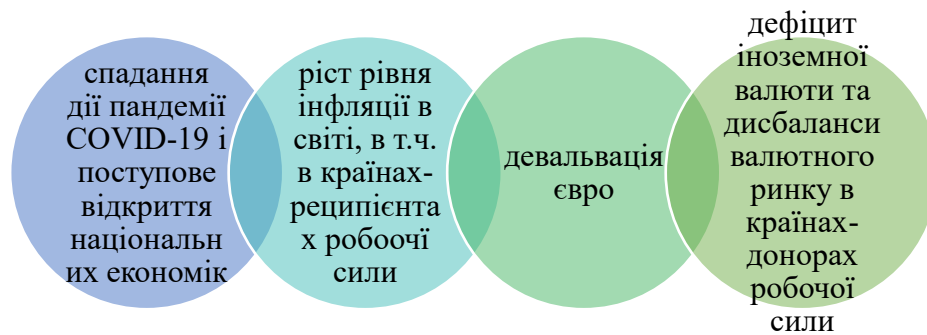 спадання
дії пандемії
COVID-19 і
поступове
відкриття
національн
их економік
ріст рівня
інфляції в
світі, в т.ч.
в країнах-
реципієнта
х робоочї
сили
девальвація
євро
дефіцит
іноземної
валюти та
дисбаланси
валютного
ринку в
країнах-
донорах
робочої
сили